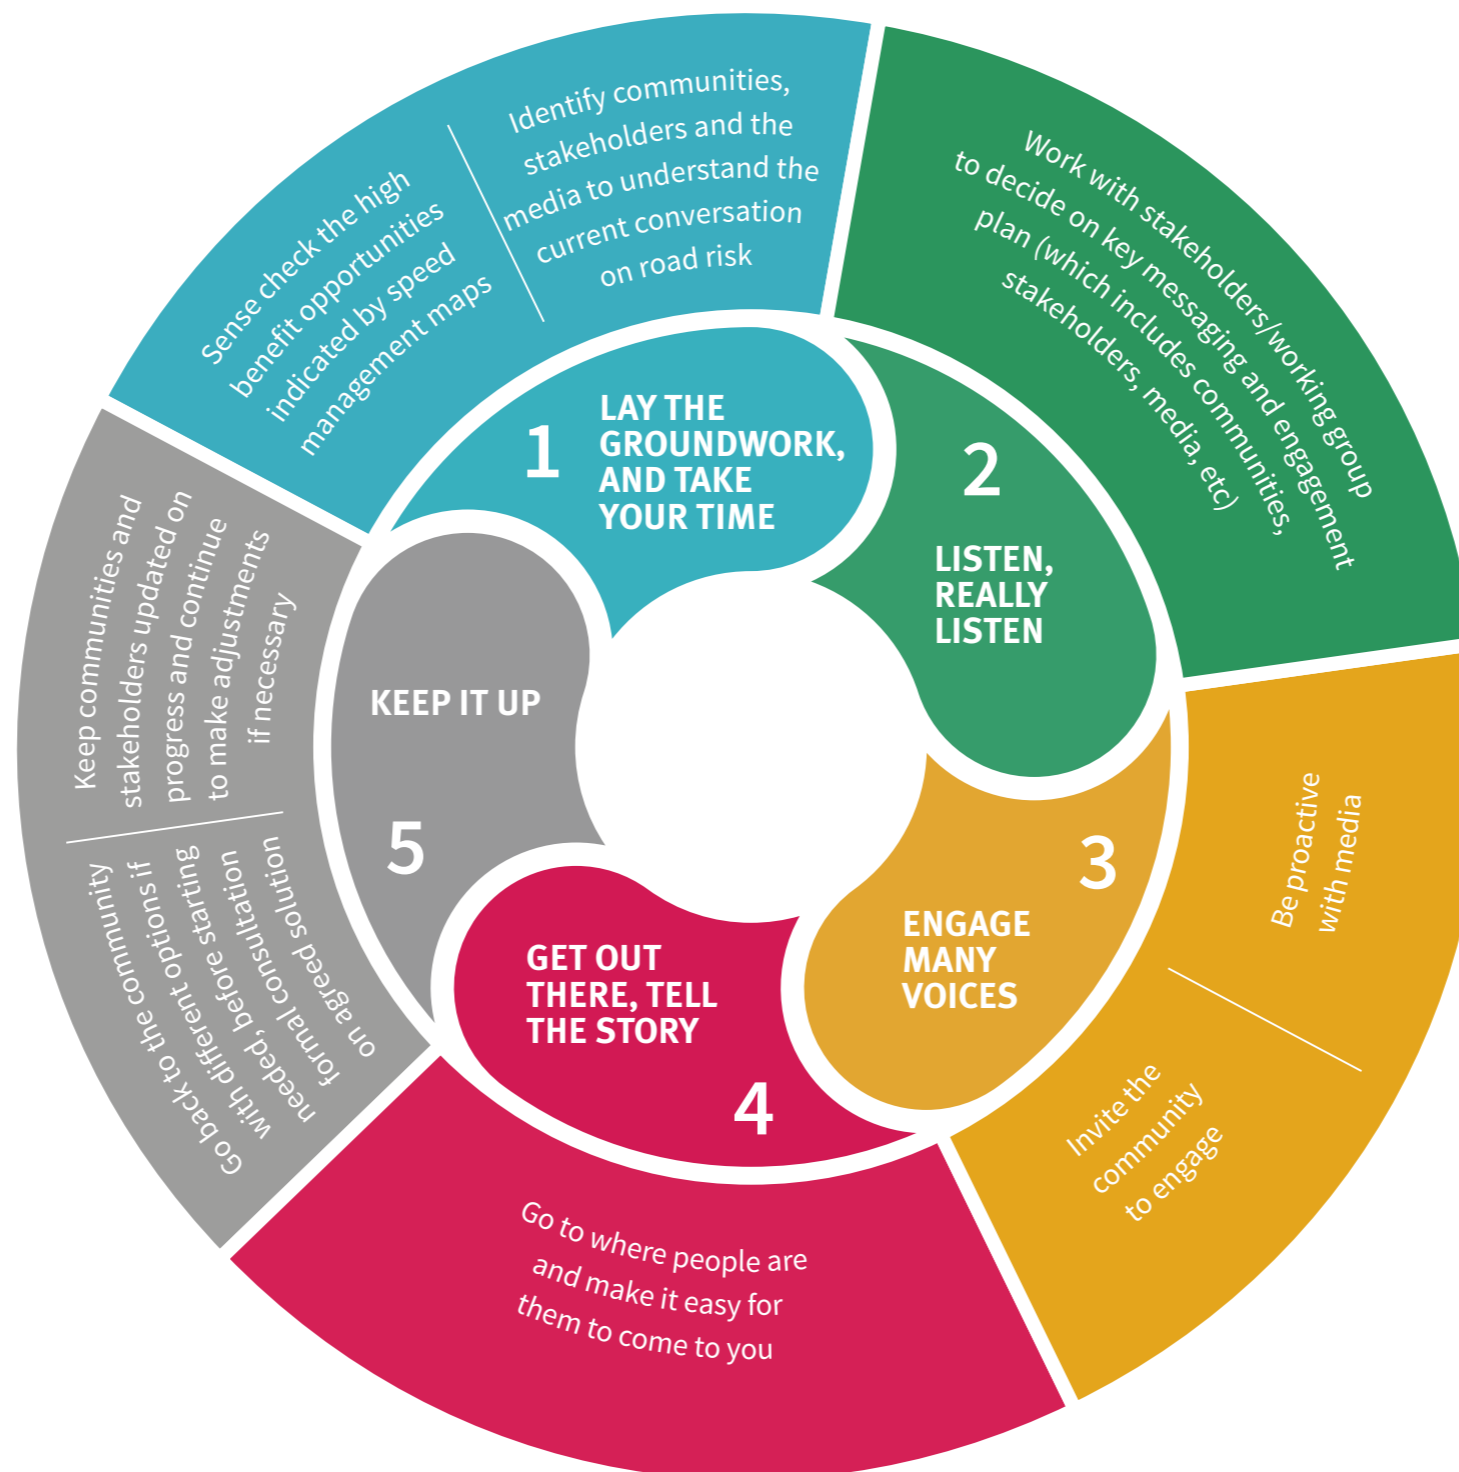 1
LAY THE
GROUNDWORK,
AND TAKE
YOUR TIME
Sense check the high
benefit opportunities
indicated by speed
management maps
Identify communities,
stakeholders and the
media to understand the
current conversation
on road risk
2
LISTEN,
REALLY
LISTEN
Work with stakeholders/working group
to decide on key messaging and engagement
plan (which includes communities,
stakeholders, media, etc)
3
ENGAGE
MANY
VOICES
Be proactive
with media
Invite the
community
to engage
GET OUT
THERE, TELL
THE STORY
4
Go to where people are
and make it easy for
them to come to you
KEEP IT UP
5
Go back to the community
with different options if
needed, before starting
formal consultation
on agreed solution
Keep communities and
stakeholders updated on
progress and continue
to make adjustments
if necessary